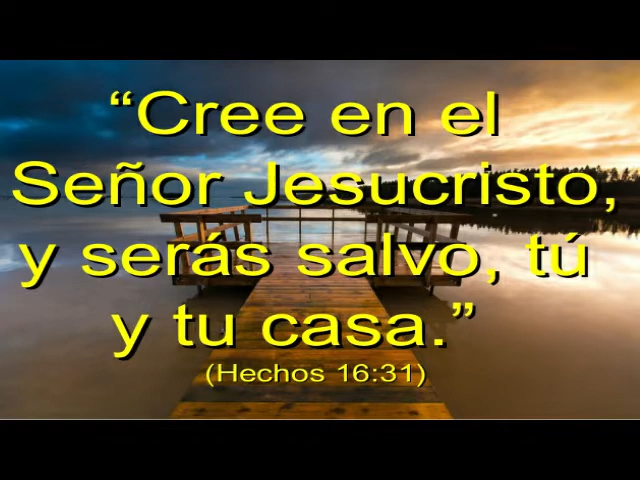 “Cree en el
Señor Jesucristo,
y serás salvo, tú
y tu casa.”
(Hechos 16:31)